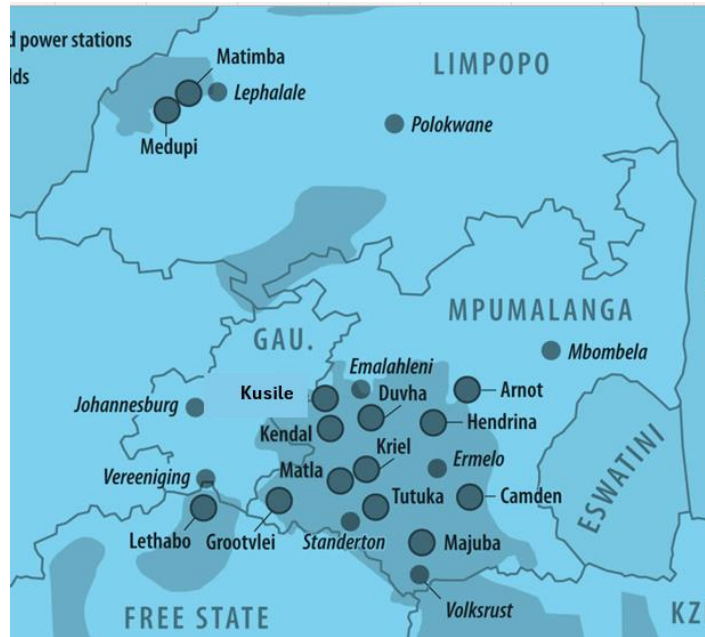 d power stations
lds
Matimba
LIMPOPO
Lephalale
Polokwane
Medupi
MPUMALANGA
GAU.
Mbombela
Emalahleni
Kusile
Duvha
Arnot
Johannesburg
Kendal
Hendrina
Kriel
Matla
Ermelo
Vereeniging
Tutuka
Camden
ESWATINI
Lethabo
Grootvlei
Standerton
Majuba
Volksrust
FREE STATE
KZ